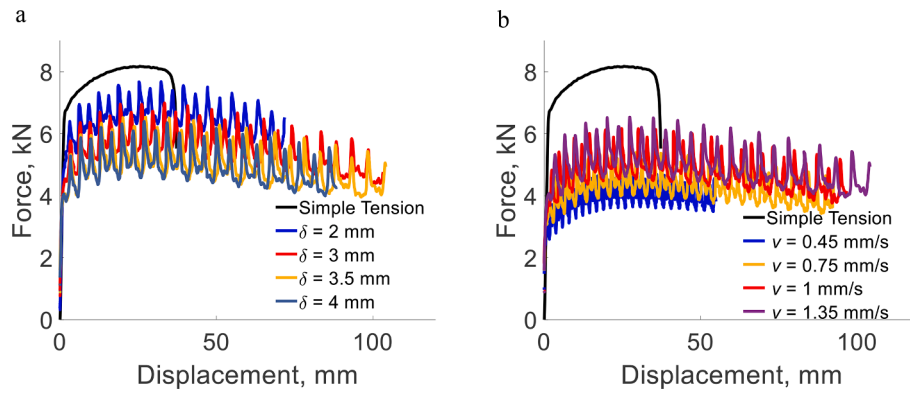 a
Force, kN
8
6
4
2
0
0
50
100
Displacement, mm
Simple Tension
δ = 2 mm
δ = 3 mm
δ = 3.5 mm
δ = 4 mm
b
Force, kN
8
6
4
2
0
0
50
100
Displacement, mm
Simple Tension
v = 0.45 mm/s
v = 0.75 mm/s
v = 1 mm/s
v = 1.35 mm/s